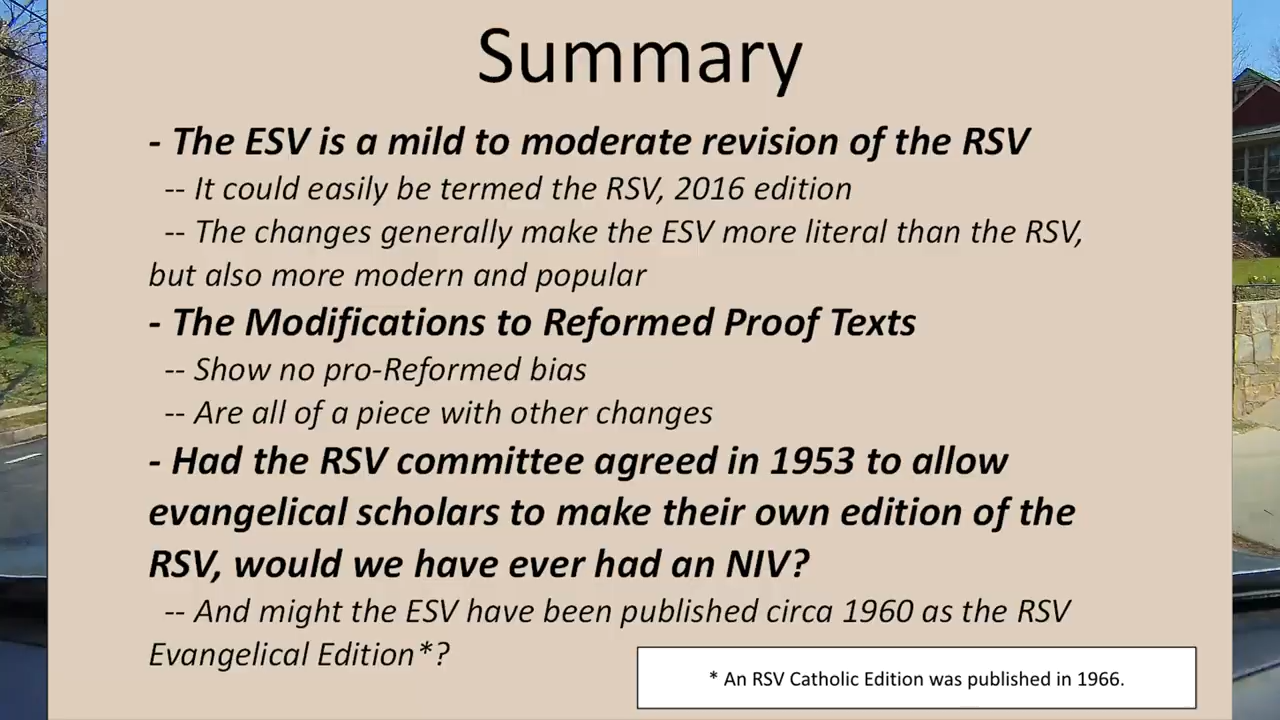 Summary
- The ESV is a mild to moderate revision of the RSV
-- It could easily be termed the RSV, 2016 edition
-- The changes generally make the ESV more literal than the RSV,
but also more modern and popular
- The Modifications to Reformed Proof Texts
-- Show no pro-Reformed bias
-- Are all of a piece with other changes
- Had the RSV committee agreed in 1953 to allow
evangelical scholars to make their own edition of the
RSV, would we have ever had an NIV?
-- And might the ESV have been published circa 1960 as the RSV
Evangelical Edition*?
* An RSV Catholic Edition was published in 1966.